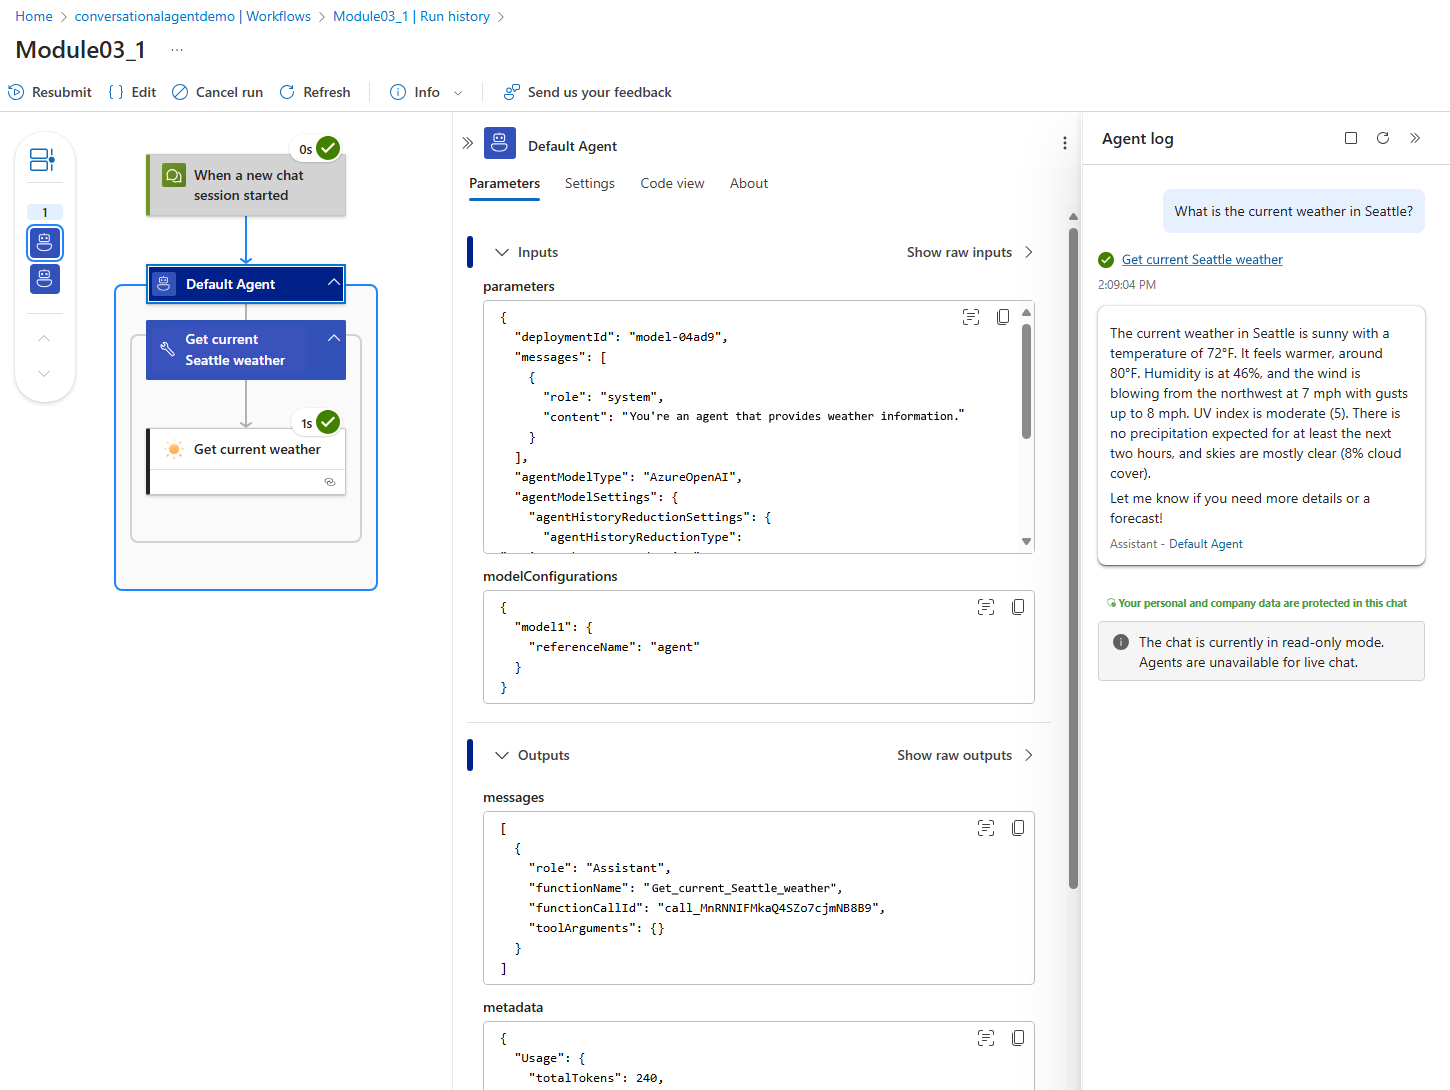 Home > conversationalagentdemo | Workflows > Module03_1 | Run history >
Module03_1 ...
Resubmit { } Edit Cancel run Refresh Info Send us your feedback
1
0s
When a new chat
session started
Default Agent
Get current
Seattle weather
1s
Get current weather
Default Agent
Parameters Settings Code view About
Inputs Show raw inputs >
parameters
{
"deploymentId": "model-04ad9",
"messages": [
{
"role": "system",
"content": "You're an agent that provides weather information."
}
],
"agentModelType": "AzureOpenAI",
"agentModelSettings": {
"agentHistoryReductionSettings": {
"agentHistoryReductionType":
modelConfigurations
{
"model1": {
"referenceName": "agent"
}
}
Outputs Show raw outputs >
messages
[
{
"role": "Assistant",
"functionName": "Get_current_Seattle_weather",
"functionCallId": "call_MnRNNIFMkaQ4SZo7cjmNB8B9",
"toolArguments": {}
}
]
metadata
{
"Usage": {
"totalTokens": 240,
Agent log
What is the current weather in Seattle?
Get current Seattle weather
2:09:04 PM
The current weather in Seattle is sunny with a
temperature of 72°F. It feels warmer, around
80°F. Humidity is at 46%, and the wind is
blowing from the northwest at 7 mph with gusts
up to 8 mph. UV index is moderate (5). There is
no precipitation expected for at least the next
two hours, and skies are mostly clear (8% cloud
cover).
Let me know if you need more details or a
forecast!
Assistant - Default Agent
Your personal and company data are protected in this chat
The chat is currently in read-only mode.
Agents are unavailable for live chat.